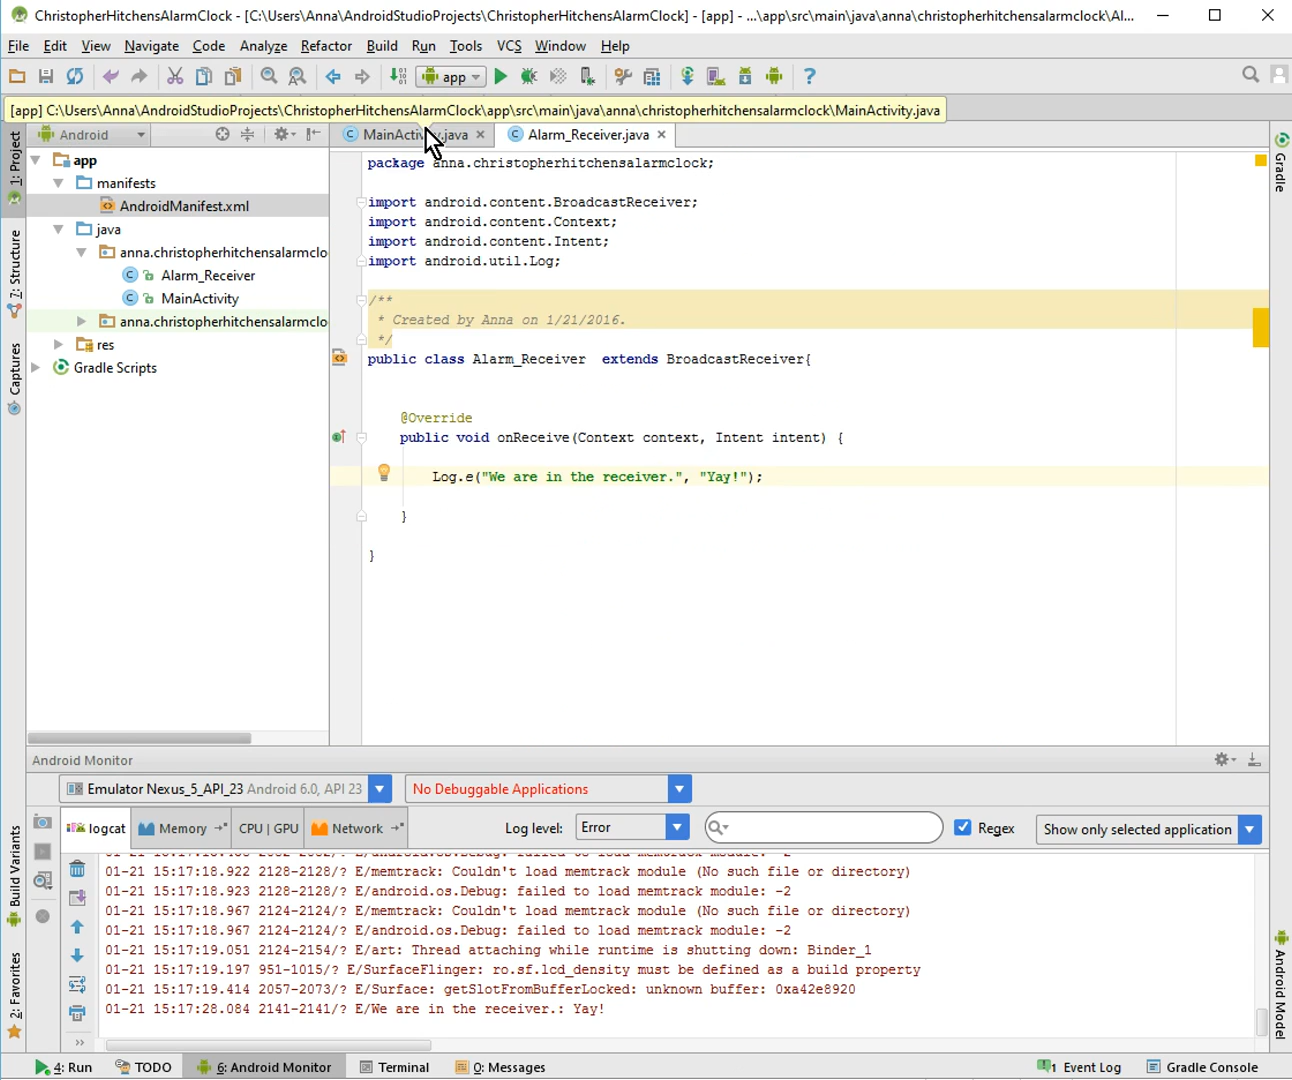 ChristopherHitchensAlarmClock - [C:\Users\Anna\AndroidStudioProjects\ChristopherHitchensAlarmClock] - [app] - ...\app\src\main\java\anna\christopherhitchensalarmclock\Al...
File Edit View Navigate Code Analyze Refactor Build Run Tools VCS Window Help
app
[app] C:\Users\Anna\AndroidStudioProjects\ChristopherHitchensAlarmClock\app\src\main\java\anna\christopherhitchensalarmclock\MainActivity.java
Android
MainActivity.java
Alarm_Receiver.java
1: Project
7: Structure
Captures
Build Variants
2: Favorites
app
manifests
AndroidManifest.xml
java
anna.christopherhitchensalarmclo
Alarm_Receiver
MainActivity
anna.christopherhitchensalarmclo
res
Gradle Scripts
package anna.christopherhitchensalarmclock;
import android.content.BroadcastReceiver;
import android.content.Context;
import android.content.Intent;
import android.util.Log;
/**
* Created by Anna on 1/21/2016.
*/
public class Alarm_Receiver extends BroadcastReceiver{
@Override
public void onReceive(Context context, Intent intent) {
Log.e("We are in the receiver.", "Yay!");
}
}
Gradle
Android Model
Android Monitor
Emulator Nexus_5_API_23 Android 6.0, API 23
No Debuggable Applications
logcat
Memory
CPU | GPU
Network
Log level: Error
Regex
Show only selected application
01-21 15:17:18.922 2128-2128/? E/memtrack: Couldn't load memtrack module (No such file or directory)
01-21 15:17:18.923 2128-2128/? E/android.os.Debug: failed to load memtrack module: -2
01-21 15:17:18.967 2124-2124/? E/memtrack: Couldn't load memtrack module (No such file or directory)
01-21 15:17:18.967 2124-2124/? E/android.os.Debug: failed to load memtrack module: -2
01-21 15:17:19.051 2124-2154/? E/art: Thread attaching while runtime is shutting down: Binder_1
01-21 15:17:19.197 951-1015/? E/SurfaceFlinger: ro.sf.lcd_density must be defined as a build property
01-21 15:17:19.414 2057-2073/? E/Surface: getSlotFromBufferLocked: unknown buffer: 0xa42e8920
01-21 15:17:28.084 2141-2141/? E/We are in the receiver.: Yay!
4: Run
TODO
6: Android Monitor
Terminal
0: Messages
1 Event Log
Gradle Console